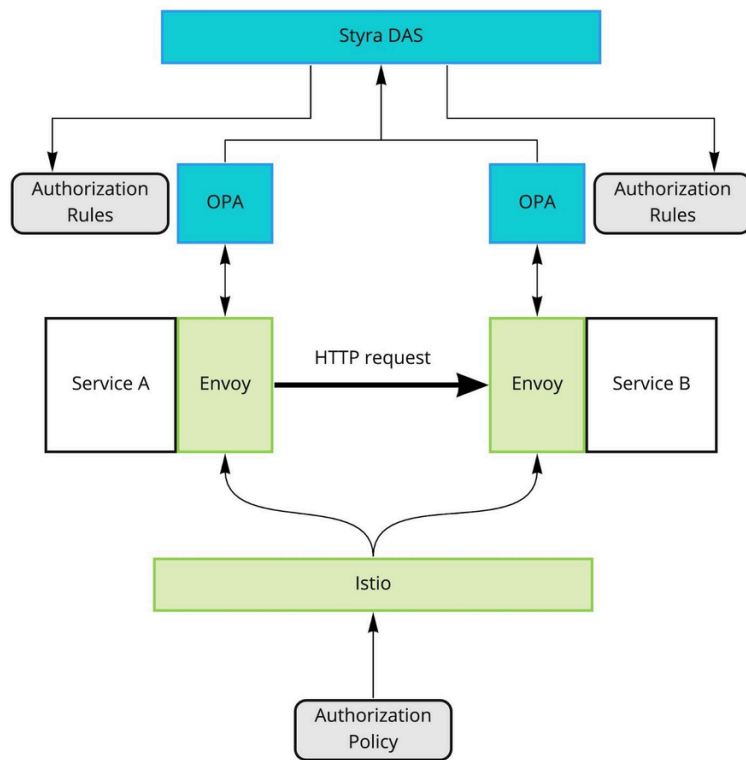 Styra DAS
Authorization
Rules
OPA
OPA
Authorization
Rules
HTTP request
Service A
Envoy
Envoy
Service B
Istio
Authorization
Policy